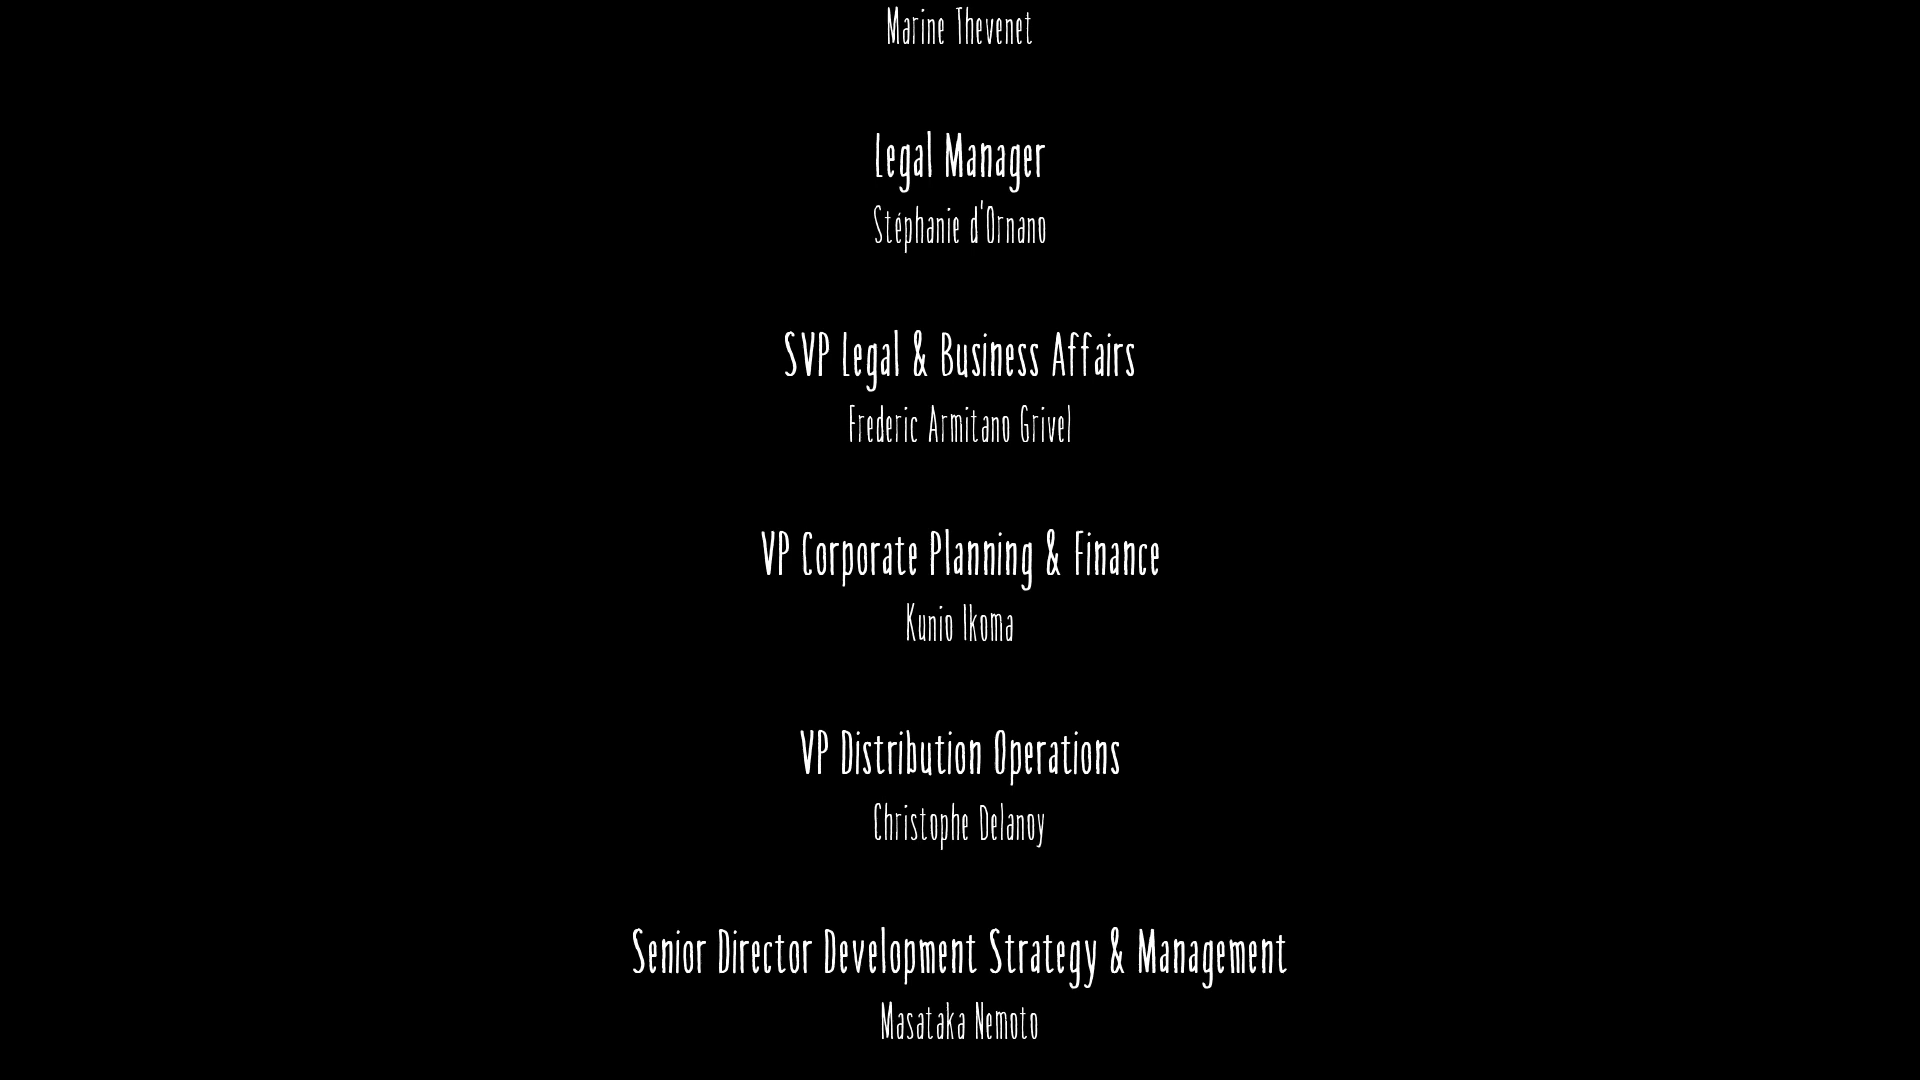 Marine Thevenet
Legal Manager
Stéphanie d'Ornano
SVP Legal & Business Affairs
Frederic Armitano Grivel
VP Corporate Planning & Finance
Kunio Ikoma
VP Distribution Operations
Christophe Delanoy
Senior Director Development Strategy & Management
Masataka Nemoto